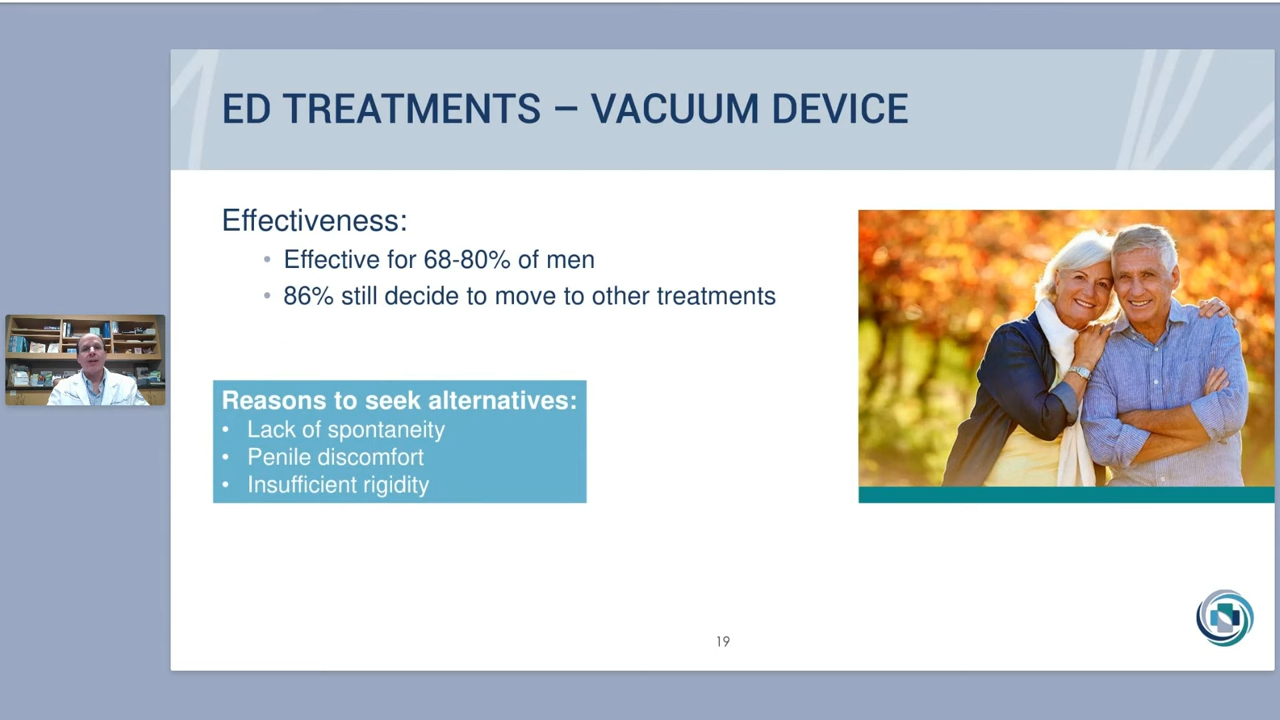 ED TREATMENTS – VACUUM DEVICE
Effectiveness:
• Effective for 68-80% of men
• 86% still decide to move to other treatments
Reasons to seek alternatives:
• Lack of spontaneity
• Penile discomfort
• Insufficient rigidity
19